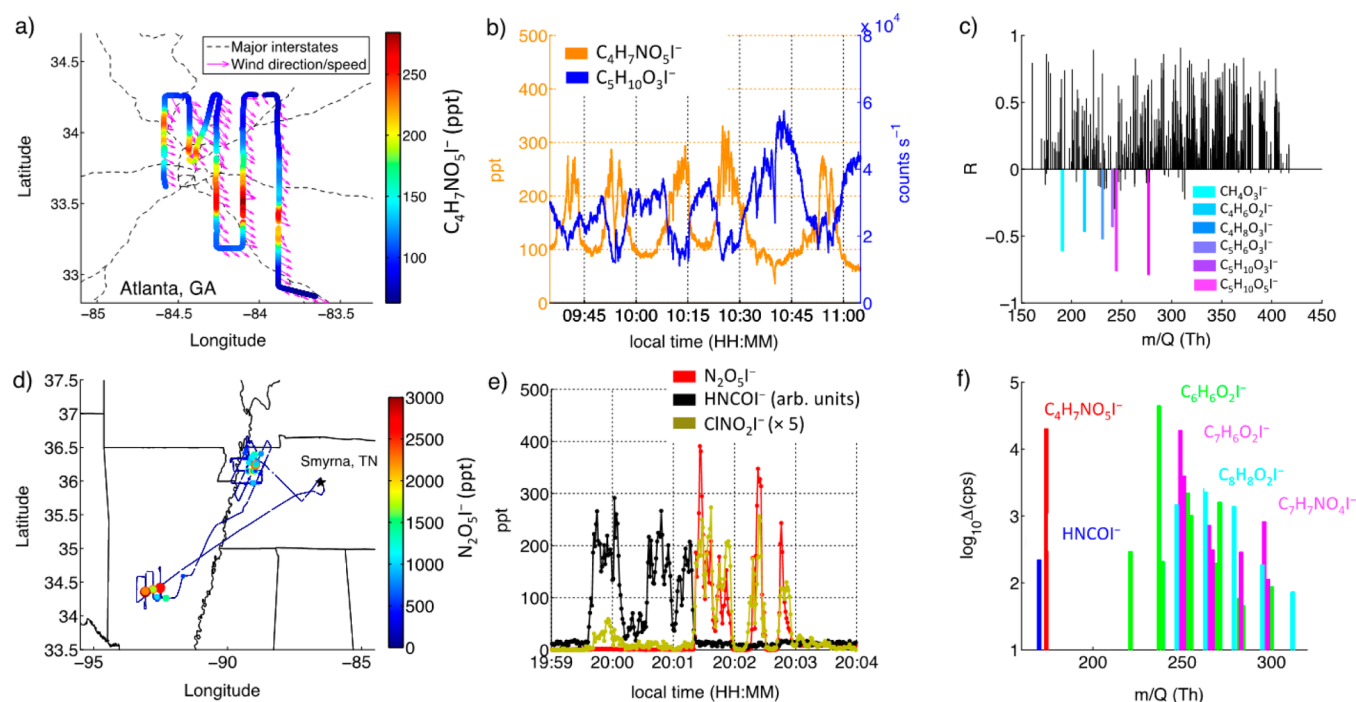 a)
Major interstates
Wind direction/speed
34.5
34
33.5
33
Latitude
Atlanta, GA
−85
−84.5
−84
−83.5
Longitude
250
200
150
100
C₄H₇NO₅I⁻ (ppt)
b)
C₄H₇NO₅I⁻
C₅H₁₀O₃I⁻
500
400
300
200
100
0
ppt
x 10⁴
8
6
4
2
0
counts s⁻¹
09:45
10:00
10:15
10:30
10:45
11:00
local time (HH:MM)
c)
1
0.5
0
−0.5
−1
R
CH₄O₃I⁻
C₄H₆O₂I⁻
C₄H₈O₃I⁻
C₅H₆O₃I⁻
C₅H₁₀O₃I⁻
C₅H₁₀O₅I⁻
150
200
250
300
350
400
450
m/Q (Th)
d)
37.5
37
36.5
36
35.5
35
34.5
34
33.5
Latitude
Smyrna, TN
−95
−90
−85
Longitude
3000
2500
2000
1500
1000
500
0
N₂O₅I⁻ (ppt)
e)
N₂O₅I⁻
HNCOI⁻ (arb. units)
ClNO₂I⁻ (× 5)
500
400
300
200
100
0
ppt
19:59
20:00
20:01
20:02
20:03
20:04
local time (HH:MM)
f)
5
4
3
2
1
log₁₀Δ(cps)
C₆H₆O₂I⁻
C₄H₇NO₅I⁻
C₇H₆O₂I⁻
C₈H₈O₂I⁻
C₇H₇NO₄I⁻
HNCOI⁻
200
250
300
m/Q (Th)